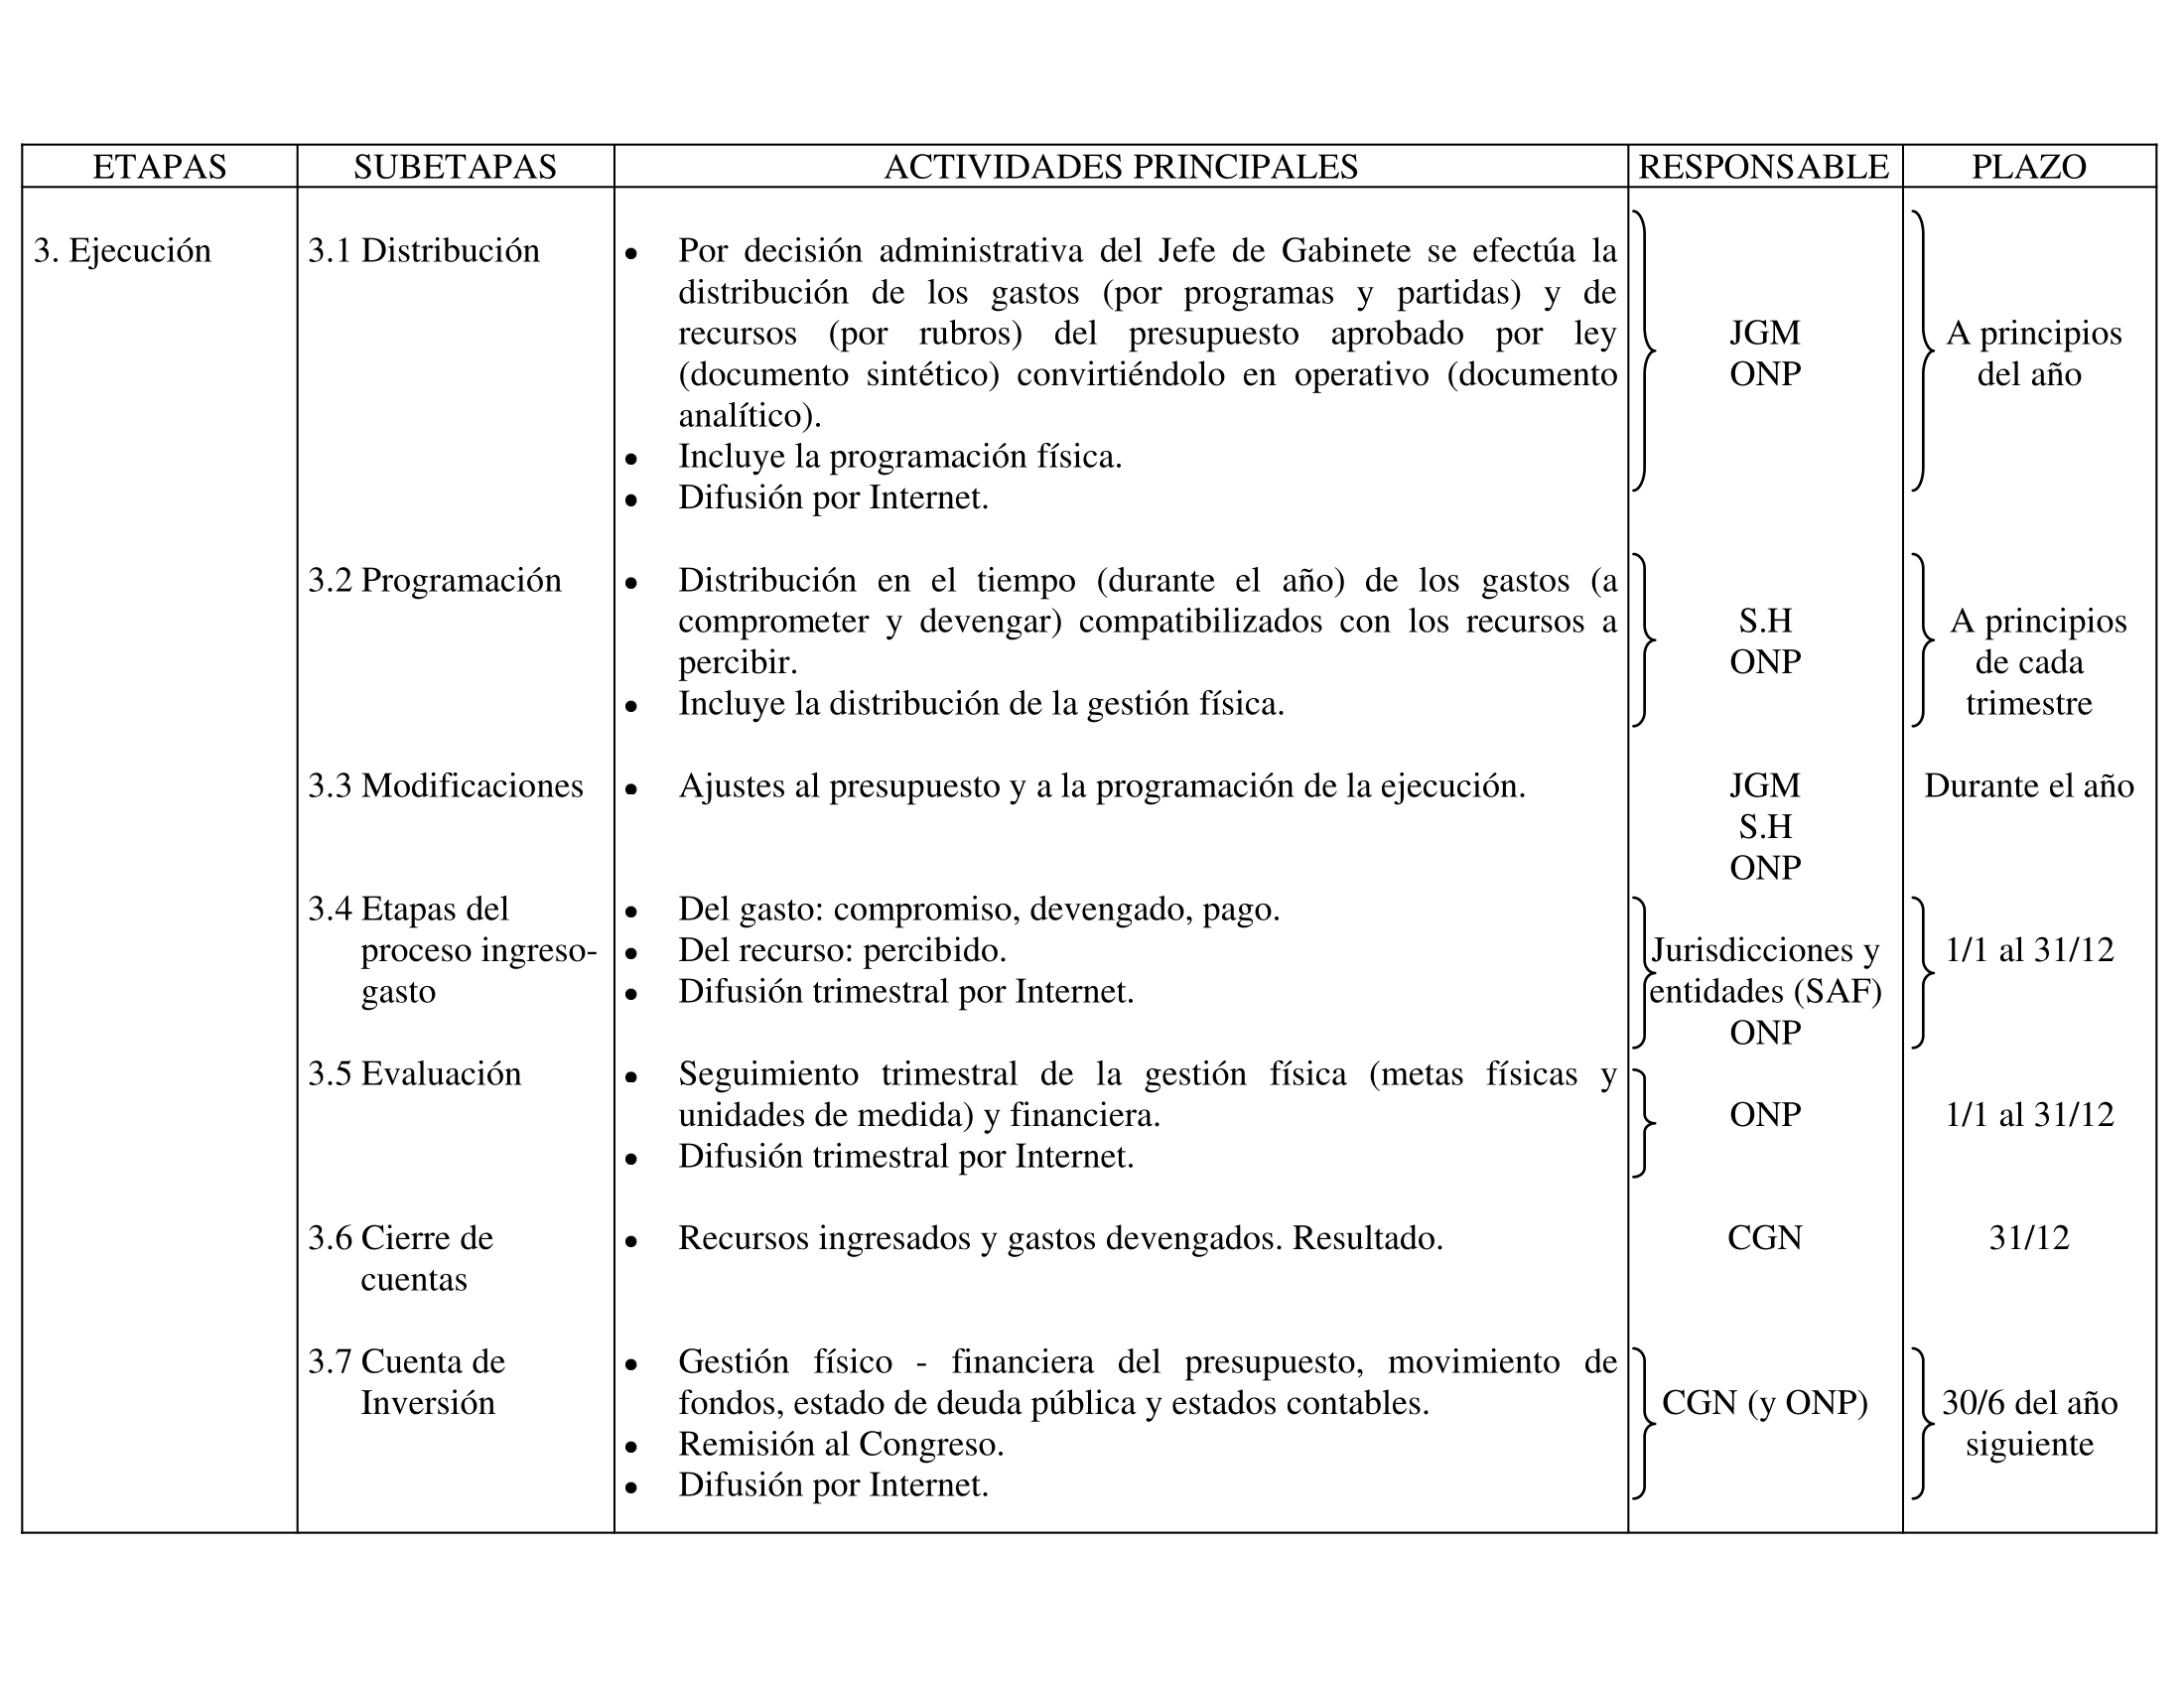 ETAPAS SUBETAPAS ACTIVIDADES PRINCIPALES RESPONSABLE PLAZO
3. Ejecución 3.1 Distribución • Por decisión administrativa del Jefe de Gabinete se efectúa la
distribución de los gastos (por programas y partidas) y de
recursos (por rubros) del presupuesto aprobado por ley JGM A principios
(documento sintético) convirtiéndolo en operativo (documento ONP del año
analítico).
• Incluye la programación física.
• Difusión por Internet.
3.2 Programación • Distribución en el tiempo (durante el año) de los gastos (a
comprometer y devengar) compatibilizados con los recursos a S.H A principios
percibir. ONP de cada
• Incluye la distribución de la gestión física. trimestre
3.3 Modificaciones • Ajustes al presupuesto y a la programación de la ejecución. JGM Durante el año
S.H
ONP
3.4 Etapas del • Del gasto: compromiso, devengado, pago.
proceso ingreso- • Del recurso: percibido. Jurisdicciones y 1/1 al 31/12
gasto • Difusión trimestral por Internet. entidades (SAF)
ONP
3.5 Evaluación • Seguimiento trimestral de la gestión física (metas físicas y
unidades de medida) y financiera. ONP 1/1 al 31/12
• Difusión trimestral por Internet.
3.6 Cierre de • Recursos ingresados y gastos devengados. Resultado. CGN 31/12
cuentas
3.7 Cuenta de • Gestión físico - financiera del presupuesto, movimiento de
Inversión fondos, estado de deuda pública y estados contables. CGN (y ONP) 30/6 del año
• Remisión al Congreso. siguiente
• Difusión por Internet.